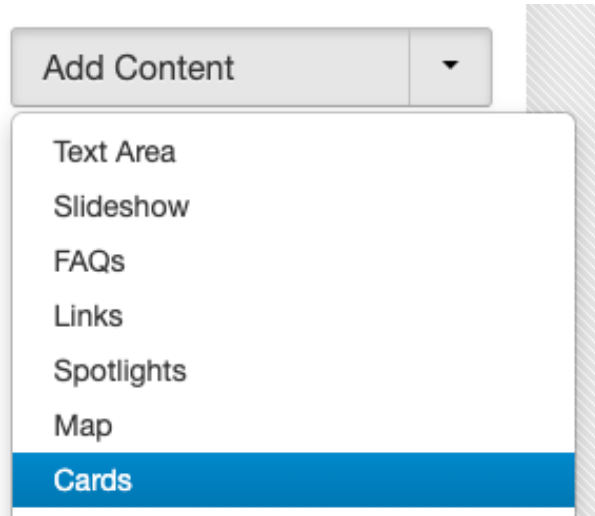 Add Content
Text Area
Slideshow
FAQs
Links
Spotlights
Map
Cards